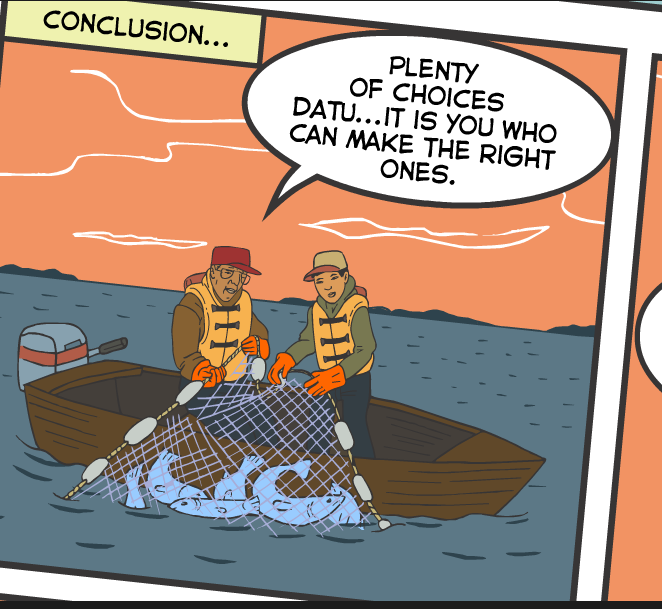 CONCLUSION...
PLENTY
OF CHOICES
DATU...IT IS YOU WHO
CAN MAKE THE RIGHT
ONES.